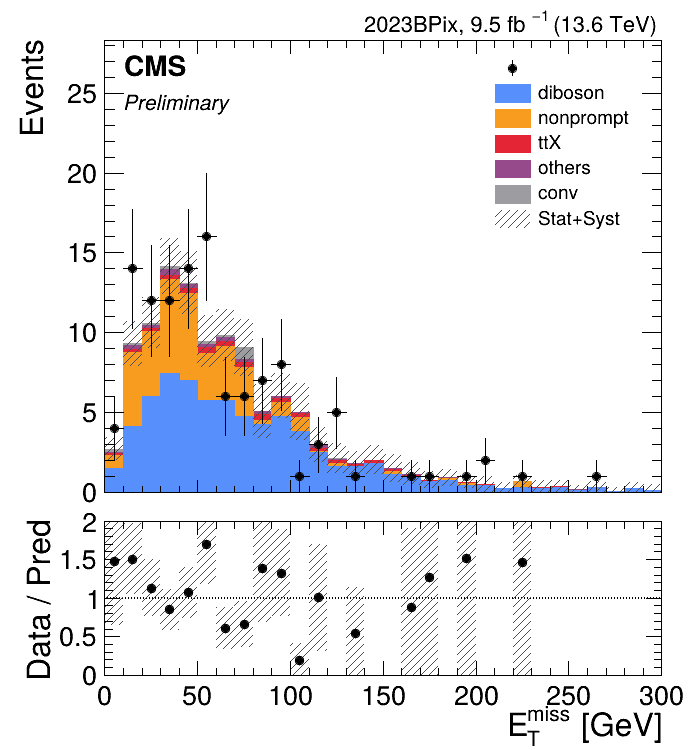 2023BPix, 9.5 fb⁻¹ (13.6 TeV)
CMS
Preliminary
diboson
nonprompt
ttX
others
conv
Stat+Syst
Events
25
20
15
10
5
0
Data / Pred
2
1.5
1
0.5
0
0 50 100 150 200 250 300
E_T^miss [GeV]